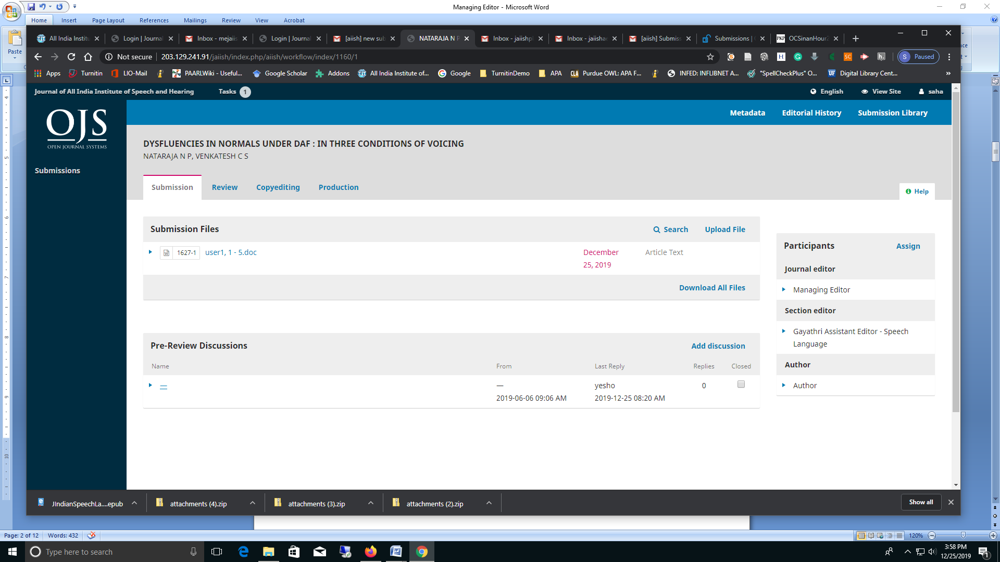 Managing Editor - Microsoft Word
Home Insert Page Layout References Mailings Review View Acrobat
Paste
All India Institu Login | Journal Inbox - mejaiis Login | Journal [aiish] new sub NATARAJA N P Inbox - jaiishpl Inbox - jaiishae [aiish] Submiss Submissions | OCSinanHour2
Not secure 203.129.241.91/jaiish/index.php/aiish/workflow/index/1160/1 S Paused
Apps Turnitin LIO-Mail PAARLWiki - Useful... Google Scholar Addons All India Institute of... Google TurnitinDemo APA Purdue OWL: APA F... INFED: INFLIBNET A... "SpellCheckPlus" O... Digital Library Cent... »
Journal of All India Institute of Speech and Hearing Tasks 1 English View Site saha
OJS
OPEN JOURNAL SYSTEMS
Metadata Editorial History Submission Library
Submissions
DYSFLUENCIES IN NORMALS UNDER DAF : IN THREE CONDITIONS OF VOICING
NATARAJA N P, VENKATESH C S
Submission Review Copyediting Production
Help
Submission Files Search Upload File
1627-1 user1, 1 - 5.doc December 25, 2019 Article Text
Download All Files
Participants Assign
Journal editor
Managing Editor
Section editor
Gayathri Assistant Editor - Speech
Language
Author
Author
Pre-Review Discussions Add discussion
Name From Last Reply Replies Closed
— — yesho 0
2019-06-06 09:06 AM 2019-12-25 08:20 AM
JIndianSpeechLa....epub attachments (4).zip attachments (3).zip attachments (2).zip Show all
Page: 2 of 12 Words: 432 120%
Type here to search
3:58 PM
12/25/2019
1